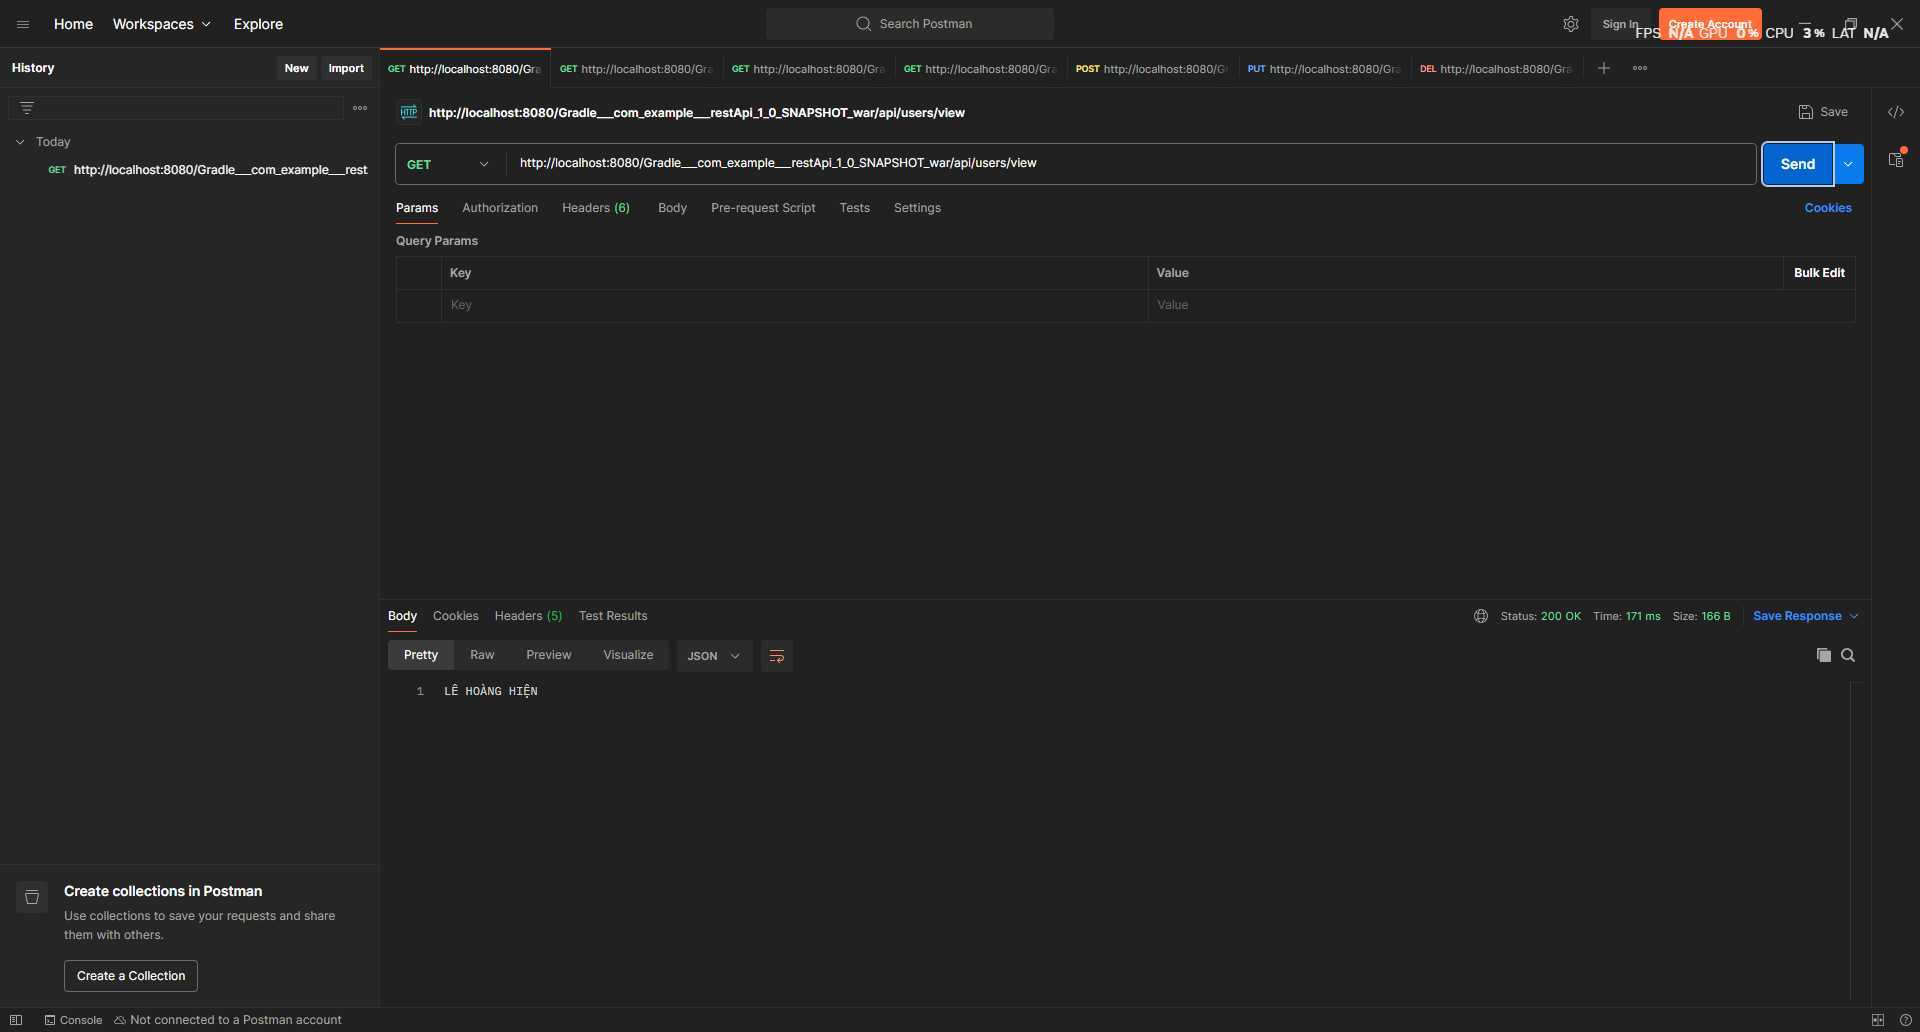 Home Workspaces Explore
Search Postman
Sign In Create Account
FPS N/A GPU 0% CPU 3% LAT N/A
History New Import
GET http://localhost:8080/Gra
GET http://localhost:8080/Gra
GET http://localhost:8080/Gra
GET http://localhost:8080/Gra
POST http://localhost:8080/G
PUT http://localhost:8080/Gra
DEL http://localhost:8080/Gra
Today
GET http://localhost:8080/Gradle___com_example___rest
HTTP http://localhost:8080/Gradle___com_example___restApi_1_0_SNAPSHOT_war/api/users/view
Save
GET http://localhost:8080/Gradle___com_example___restApi_1_0_SNAPSHOT_war/api/users/view Send
Params Authorization Headers (6) Body Pre-request Script Tests Settings Cookies
Query Params
Key Value Bulk Edit
Key Value
Body Cookies Headers (5) Test Results Status: 200 OK Time: 171 ms Size: 166 B Save Response
Pretty Raw Preview Visualize JSON
1 LÊ HOÀNG HIỆN
Create collections in Postman
Use collections to save your requests and share
them with others.
Create a Collection
Console Not connected to a Postman account